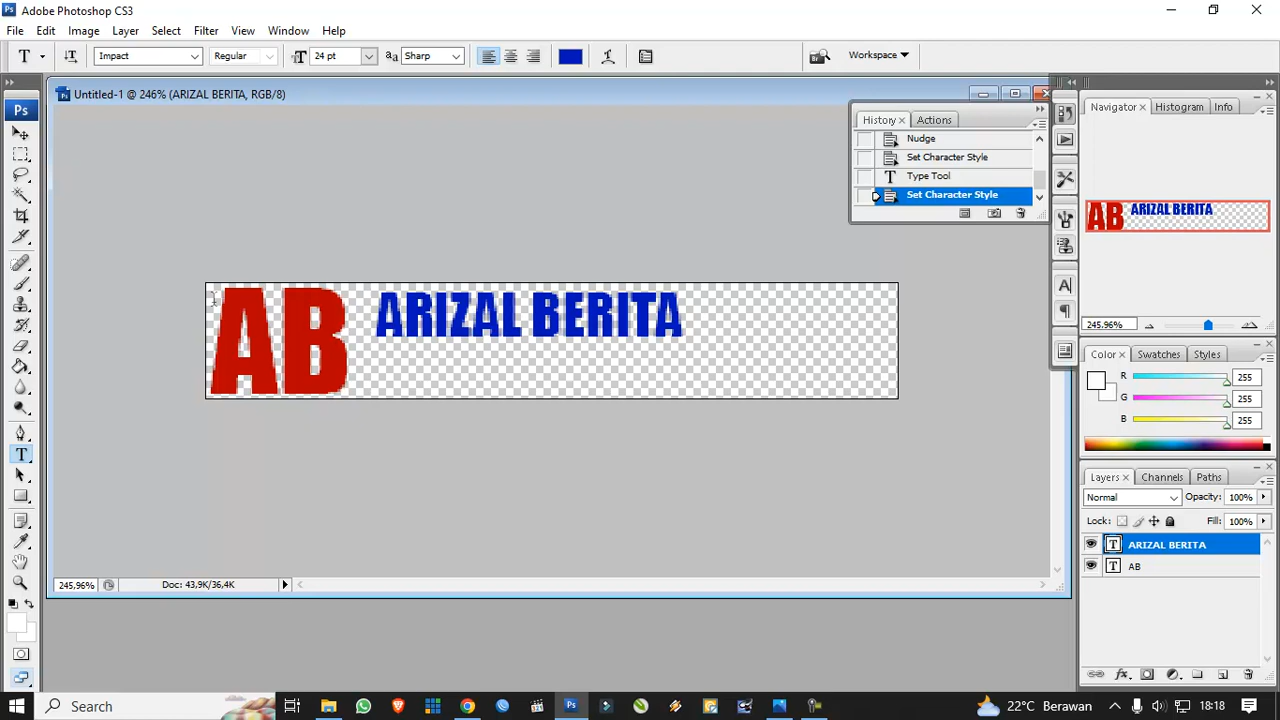 Adobe Photoshop CS3
File Edit Image Layer Select Filter View Window Help
T Impact Regular 24 pt aa Sharp Workspace
Untitled-1 @ 246% (ARIZAL BERITA, RGB/8)
Ps
History Actions
Nudge
Set Character Style
Type Tool
Set Character Style
AB ARIZAL BERITA
Navigator Histogram Info
AB ARIZAL BERITA
245.96%
Color Swatches Styles
R 255
G 255
B 255
Layers Channels Paths
Normal Opacity: 100%
Lock: Fill: 100%
T ARIZAL BERITA
T AB
245,96% Doc: 43,9K/36,4K
Search 22°C Berawan 18:18